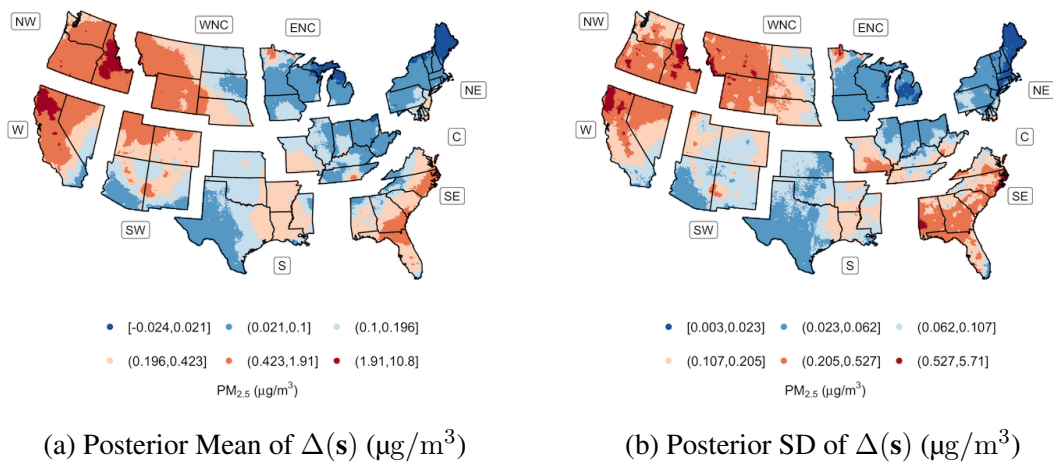 NW
WNC
ENC
NE
W
C
SE
SW
S
[-0.024,0.021] (0.021,0.1] (0.1,0.196]
(0.196,0.423] (0.423,1.91] (1.91,10.8]
PM2.5 (μg/m³)
(a) Posterior Mean of Δ(s) (μg/m³)
NW
WNC
ENC
NE
W
C
SE
SW
S
[0.003,0.023] (0.023,0.062] (0.062,0.107]
(0.107,0.205] (0.205,0.527] (0.527,5.71]
PM2.5 (μg/m³)
(b) Posterior SD of Δ(s) (μg/m³)